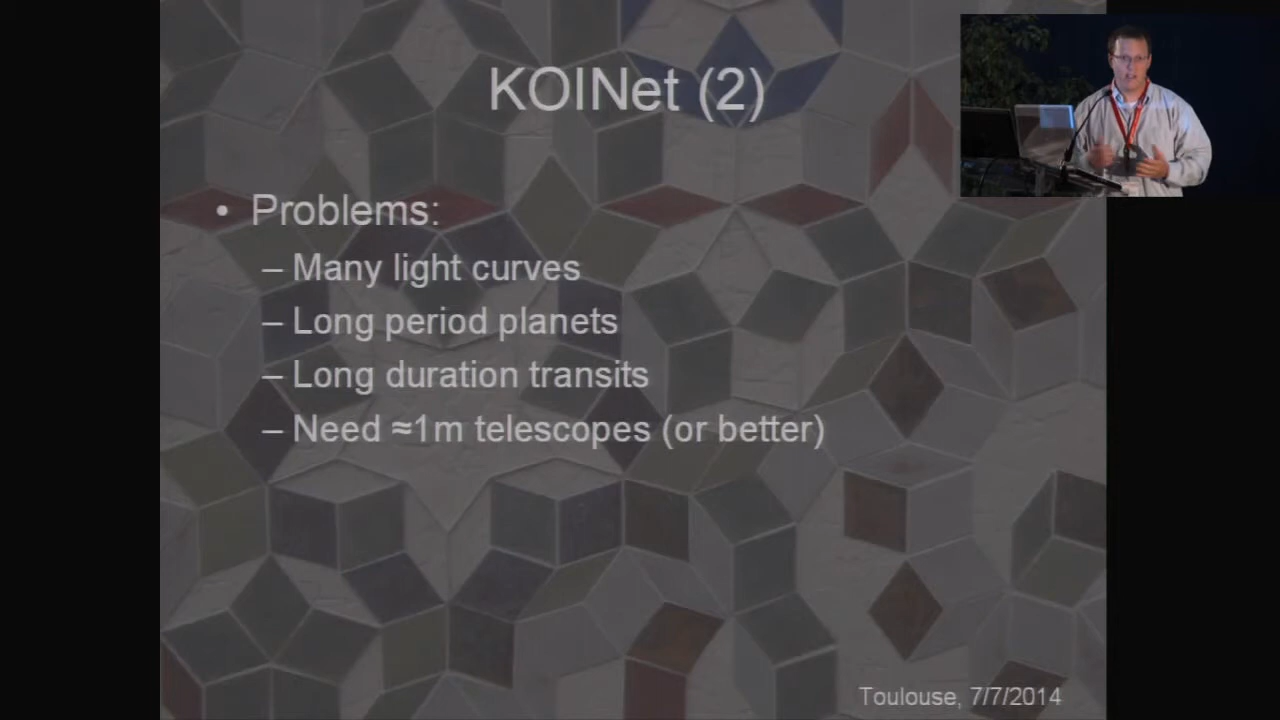 KOINet (2)
• Problems:
– Many light curves
– Long period planets
– Long duration transits
– Need ≈1m telescopes (or better)
Toulouse, 7/7/2014